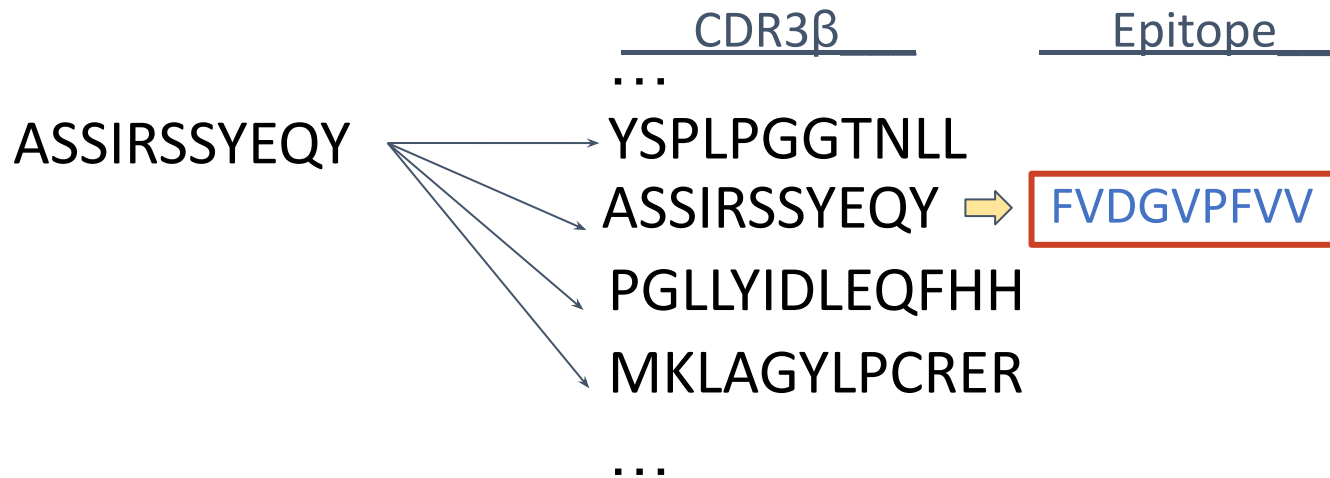 CDR3β Epitope
...
ASSIRSSYEQY YSPLPGGTNLL
ASSIRSSYEQY FVDGVPFVV
PGLLYIDLEQFHH
MKLAGYLPCRER
...